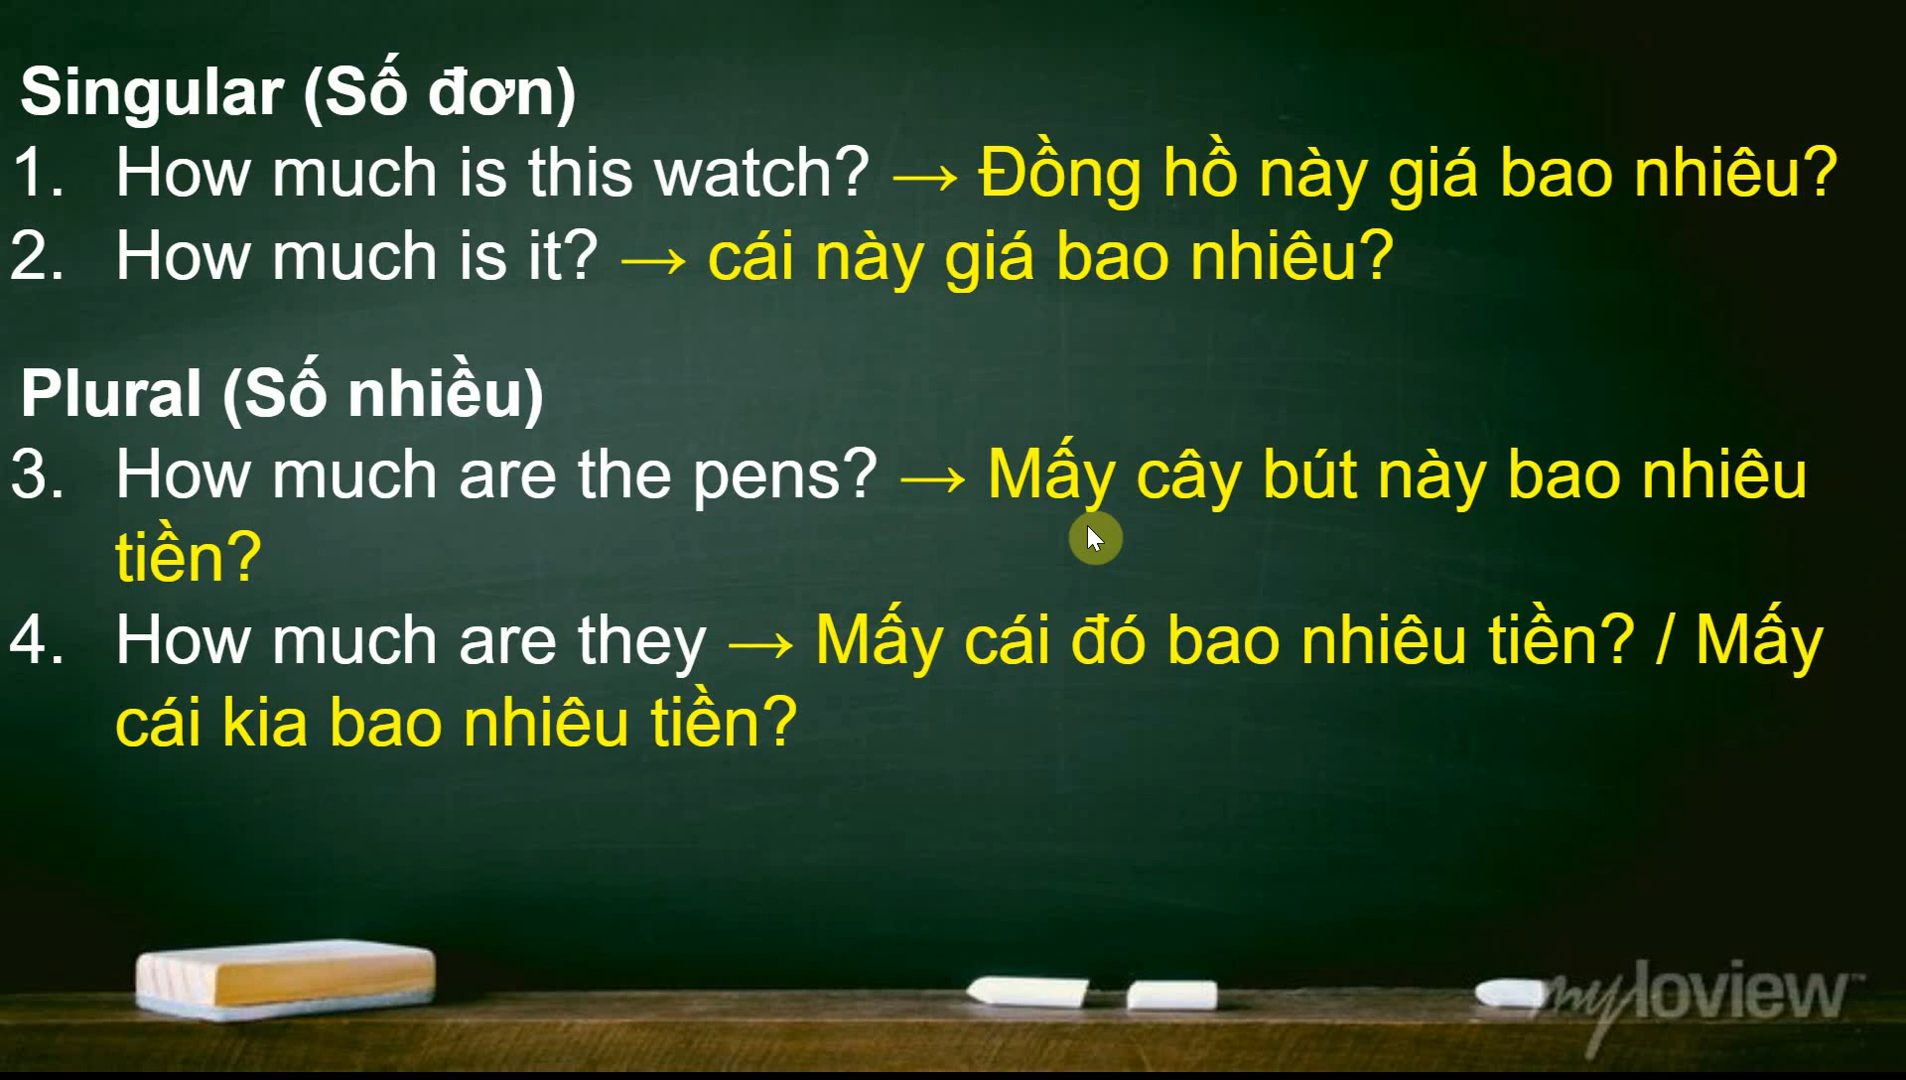 Singular (Số đơn)
1. How much is this watch? → Đồng hồ này giá bao nhiêu?
2. How much is it? → cái này giá bao nhiêu?
Plural (Số nhiều)
3. How much are the pens? → Mấy cây bút này bao nhiêu
tiền?
4. How much are they → Mấy cái đó bao nhiêu tiền? / Mấy
cái kia bao nhiêu tiền?
myloview